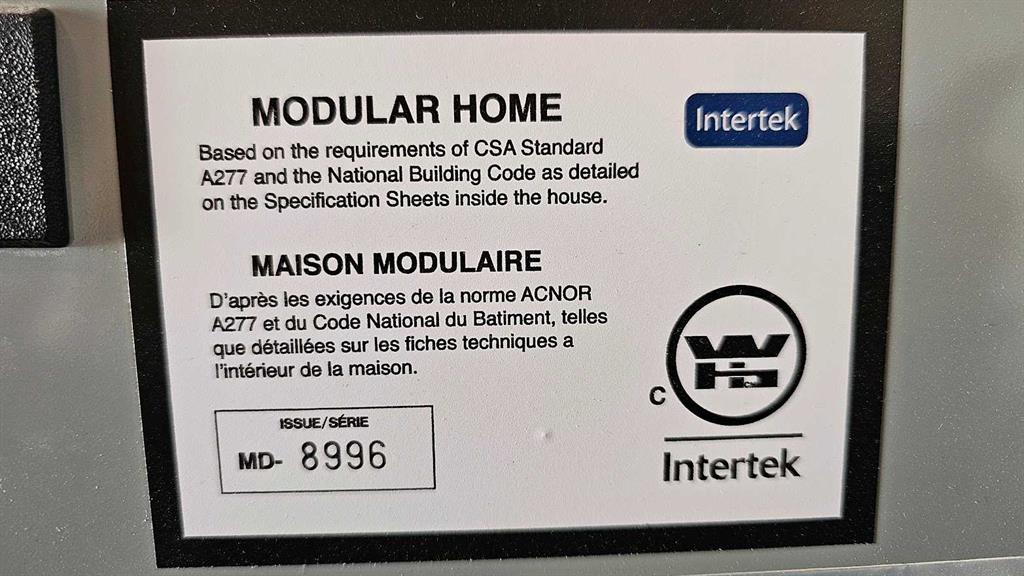 MODULAR HOME
Intertek
Based on the requirements of CSA Standard
A277 and the National Building Code as detailed
on the Specification Sheets inside the house.
MAISON MODULAIRE
D'après les exigences de la norme ACNOR
A277 et du Code National du Batiment, telles
que détaillées sur les fiches techniques a
l'intérieur de la maison.
ISSUE/SÉRIE
MD- 8996
C
WH
Intertek